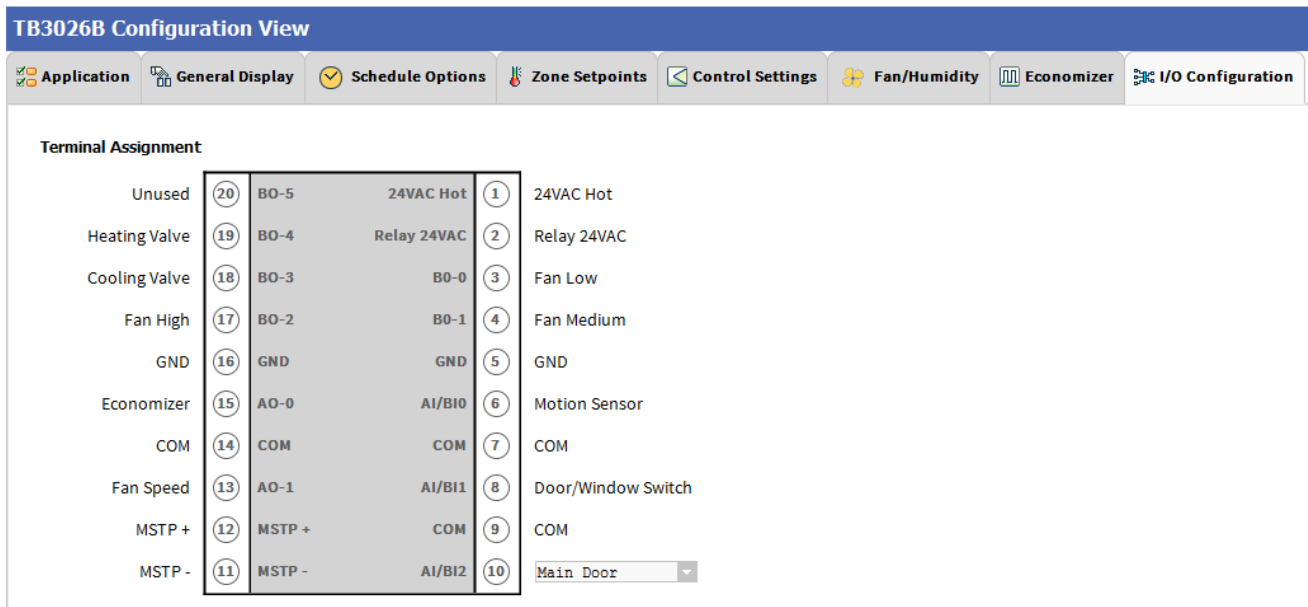 TB3026B Configuration View
Application General Display Schedule Options Zone Setpoints Control Settings Fan/Humidity Economizer I/O Configuration
Terminal Assignment
Unused 20 BO-5 24VAC Hot 1 24VAC Hot
Heating Valve 19 BO-4 Relay 24VAC 2 Relay 24VAC
Cooling Valve 18 BO-3 B0-0 3 Fan Low
Fan High 17 BO-2 B0-1 4 Fan Medium
GND 16 GND GND 5 GND
Economizer 15 AO-0 AI/BI0 6 Motion Sensor
COM 14 COM COM 7 COM
Fan Speed 13 AO-1 AI/BI1 8 Door/Window Switch
MSTP + 12 MSTP + COM 9 COM
MSTP - 11 MSTP - AI/BI2 10 Main Door